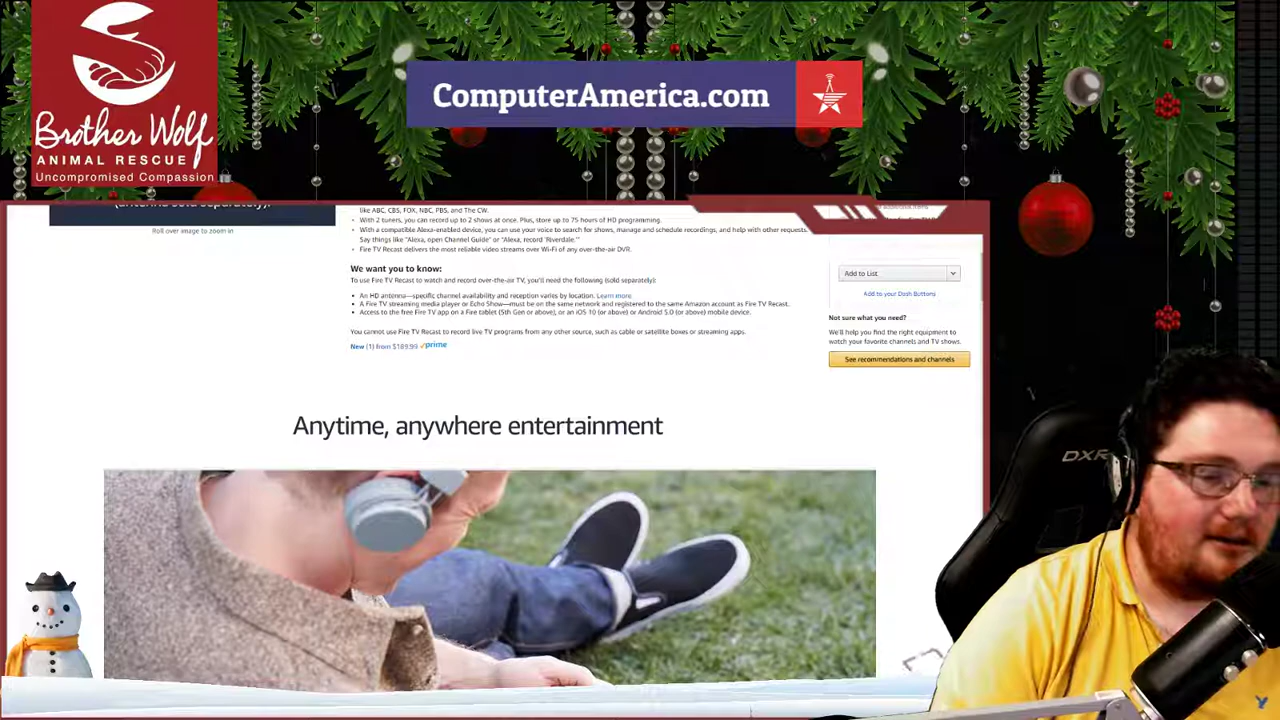 Brother Wolf
ANIMAL RESCUE
Uncompromised Compassion
ComputerAmerica.com
(antenna sold separately).
Roll over image to zoom in
like ABC, CBS, FOX, NBC, PBS, and The CW.
• With 2 tuners, you can record up to 2 shows at once. Plus, store up to 75 hours of HD programming.
• With a compatible Alexa-enabled device, you can use your voice to search for shows, manage and schedule recordings, and help with other requests.
Say things like "Alexa, open Channel Guide" or "Alexa, record 'Riverdale.'"
• Fire TV Recast delivers the most reliable video streams over Wi-Fi of any over-the-air DVR.
We want you to know:
To use Fire TV Recast to watch and record over-the-air TV, you'll need the following (sold separately):
• An HD antenna—specific channel availability and reception varies by location. Learn more.
• A Fire TV streaming media player or Echo Show—must be on the same network and registered to the same Amazon account as Fire TV Recast.
• Access to the free Fire TV app on a Fire tablet (5th Gen or above), or an iOS 10 (or above) or Android 5.0 (or above) mobile device.
You cannot use Fire TV Recast to record live TV programs from any other source, such as cable or satellite boxes or streaming apps.
New (1) from $189.99 ✓prime
Add to List
Add to your Dash Buttons
Not sure what you need?
We'll help you find the right equipment to
watch your favorite channels and TV shows.
See recommendations and channels
Anytime, anywhere entertainment
DXR